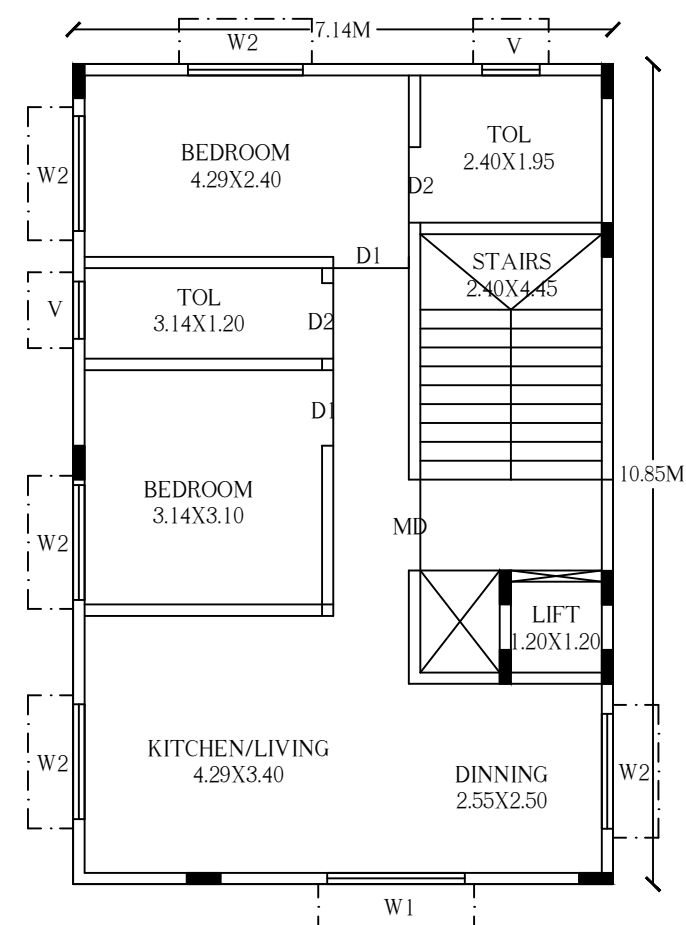 7.14M
W2
V
TOL
2.40X1.95
BEDROOM
4.29X2.40
W2
D2
D1
STAIRS
2.40X4.45
TOL
3.14X1.20
V
D2
D1
10.85M
BEDROOM
3.14X3.10
MD
W2
LIFT
1.20X1.20
KITCHEN/LIVING
4.29X3.40
W2
DINNING
2.55X2.50
W2
W1